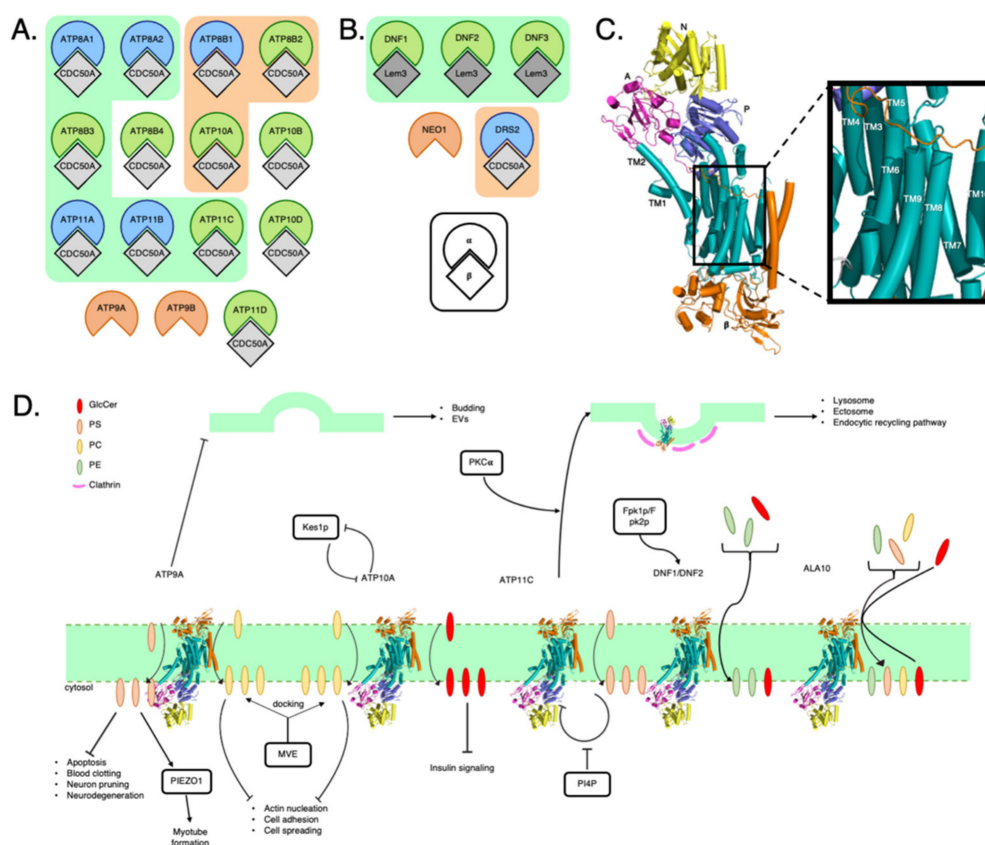 A.
ATP8A1 ATP8A2 ATP8B1 ATP8B2
CDC50A CDC50A CDC50A CDC50A
ATP8B3 ATP8B4 ATP10A ATP10B
CDC50A CDC50A CDC50A CDC50A
ATP11A ATP11B ATP11C ATP10D
CDC50A CDC50A CDC50A CDC50A
ATP9A ATP9B ATP11D
CDC50A
B.
DNF1 DNF2 DNF3
Lem3 Lem3 Lem3
NEO1 DRS2
CDC50A
α
β
C.
N
A
P
TM2
TM1
β
TM5
TM4 TM3
TM6
TM9
TM8
TM7
D.
GlcCer
PS
PC
PE
Clathrin
• Budding
• EVs
• Lysosome
• Ectosome
• Endocytic recycling pathway
PKCα
Kes1p
Fpk1p/F
pk2p
ATP9A
ATP10A
ATP11C
DNF1/DNF2
ALA10
cytosol
docking
MVE
• Apoptosis
• Blood clotting
• Neuron pruning
• Neurodegeneration
PIEZO1
Myotube
formation
• Actin nucleation
• Cell adhesion
• Cell spreading
Insulin signaling
PI4P